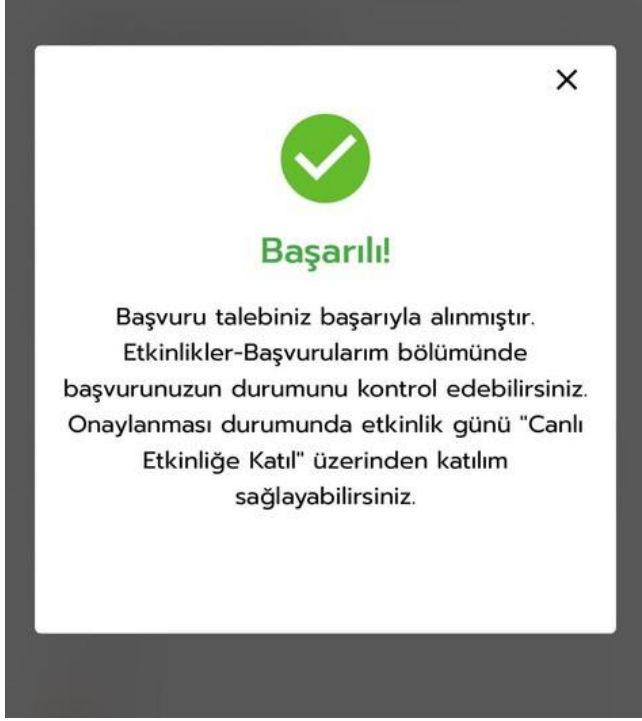 Başarılı!
Başvuru talebiniz başarıyla alınmıştır.
Etkinlikler-Başvurularım bölümünde
başvurunuzun durumunu kontrol edebilirsiniz.
Onaylanması durumunda etkinlik günü "Canlı
Etkinliğe Katıl" üzerinden katılım
sağlayabilirsiniz.